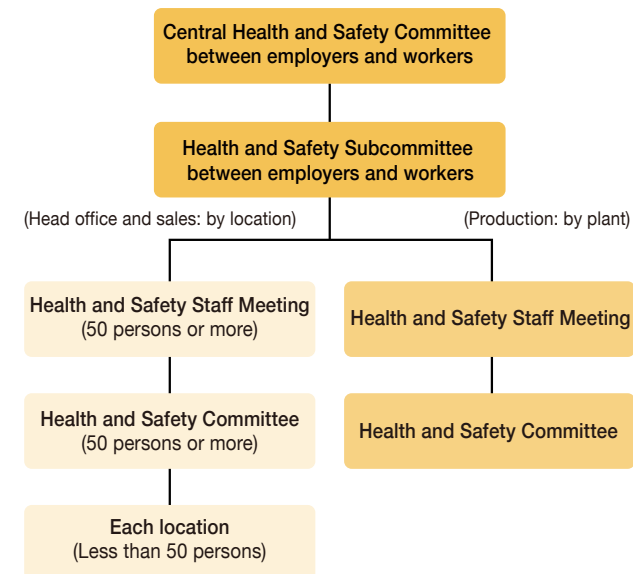 Central Health and Safety Committee
between employers and workers
Health and Safety Subcommittee
between employers and workers
(Head office and sales: by location)
(Production: by plant)
Health and Safety Staff Meeting
(50 persons or more)
Health and Safety Staff Meeting
Health and Safety Committee
(50 persons or more)
Health and Safety Committee
Each location
(Less than 50 persons)